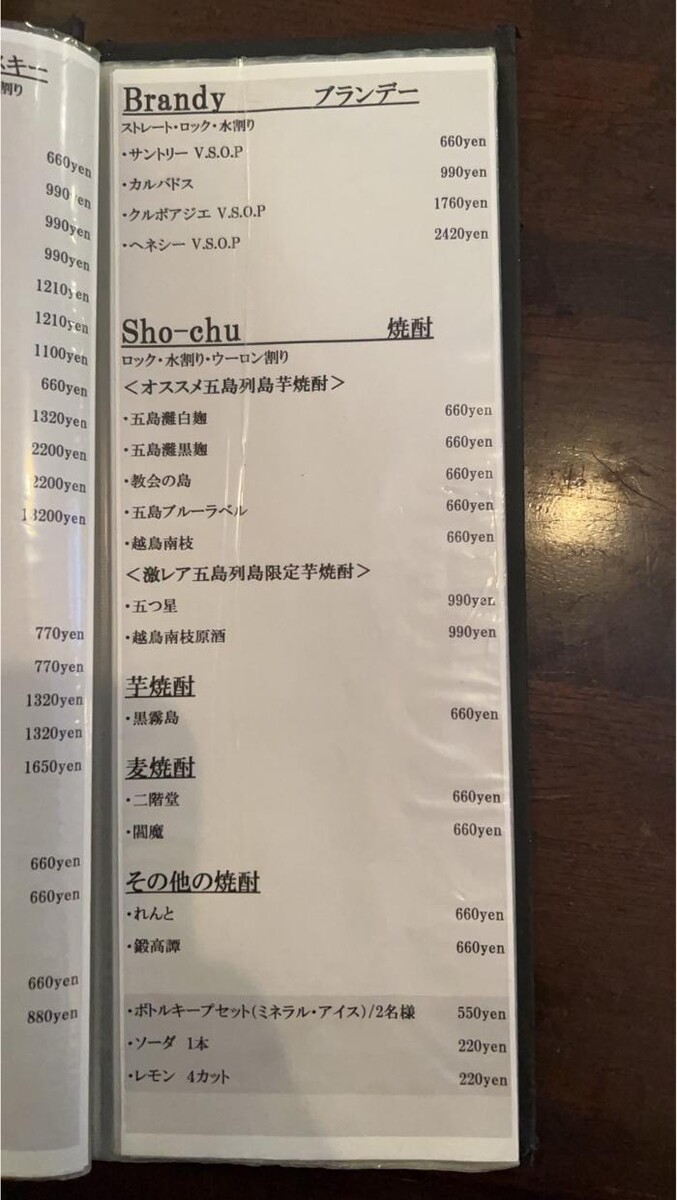 スキー
割り
660yen
990yen
990yen
990yen
1210yen
1210yen
1100yen
660yen
1320yen
2200yen
2200yen
13200yen
770yen
770yen
1320yen
1320yen
1650yen
660yen
660yen
660yen
880yen
Brandy ブランデー
ストレート・ロック・水割り
・サントリー V.S.O.P 660yen
・カルバドス 990yen
・クルボアジエ V.S.O.P 1760yen
・ヘネシー V.S.O.P 2420yen
Sho-chu 焼酎
ロック・水割り・ウーロン割り
＜オススメ五島列島芋焼酎＞
・五島灘白麹 660yen
・五島灘黒麹 660yen
・教会の島 660yen
・五島ブルーラベル 660yen
・越鳥南枝 660yen
＜激レア五島列島限定芋焼酎＞
・五つ星 990yen
・越鳥南枝原酒 990yen
芋焼酎
・黒霧島 660yen
麦焼酎
・二階堂 660yen
・閻魔 660yen
その他の焼酎
・れんと 660yen
・鍛高譚 660yen
・ボトルキープセット(ミネラル・アイス)/2名様 550yen
・ソーダ 1本 220yen
・レモン 4カット 220yen